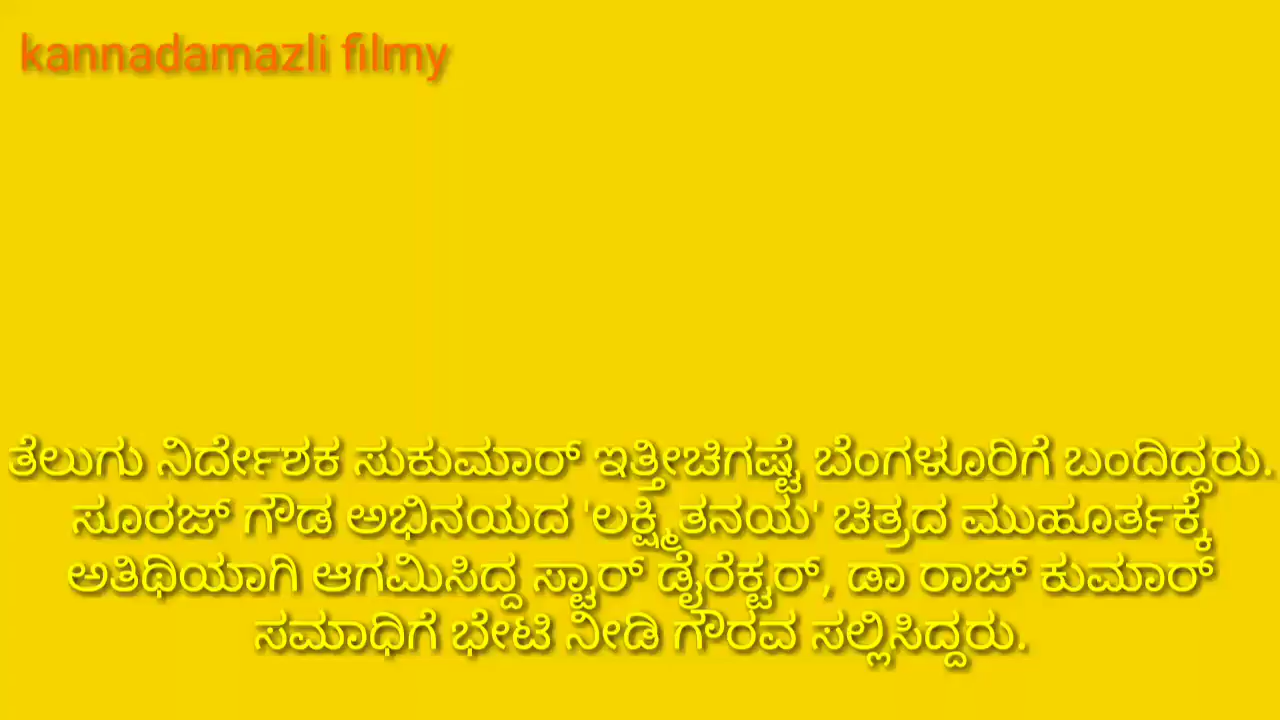 kannadamazli filmy
ತೆಲುಗು ನಿರ್ದೇಶಕ ಸುಕುಮಾರ್ ಇತ್ತೀಚಿಗಷ್ಟೆ ಬೆಂಗಳೂರಿಗೆ ಬಂದಿದ್ದರು.
ಸೂರಜ್ ಗೌಡ ಅಭಿನಯದ 'ಲಕ್ಷ್ಮಿತನಯ' ಚಿತ್ರದ ಮುಹೂರ್ತಕ್ಕೆ
ಅತಿಥಿಯಾಗಿ ಆಗಮಿಸಿದ್ದ ಸ್ಟಾರ್ ಡೈರೆಕ್ಟರ್, ಡಾ ರಾಜ್ ಕುಮಾರ್
ಸಮಾಧಿಗೆ ಭೇಟಿ ನೀಡಿ ಗೌರವ ಸಲ್ಲಿಸಿದ್ದರು.